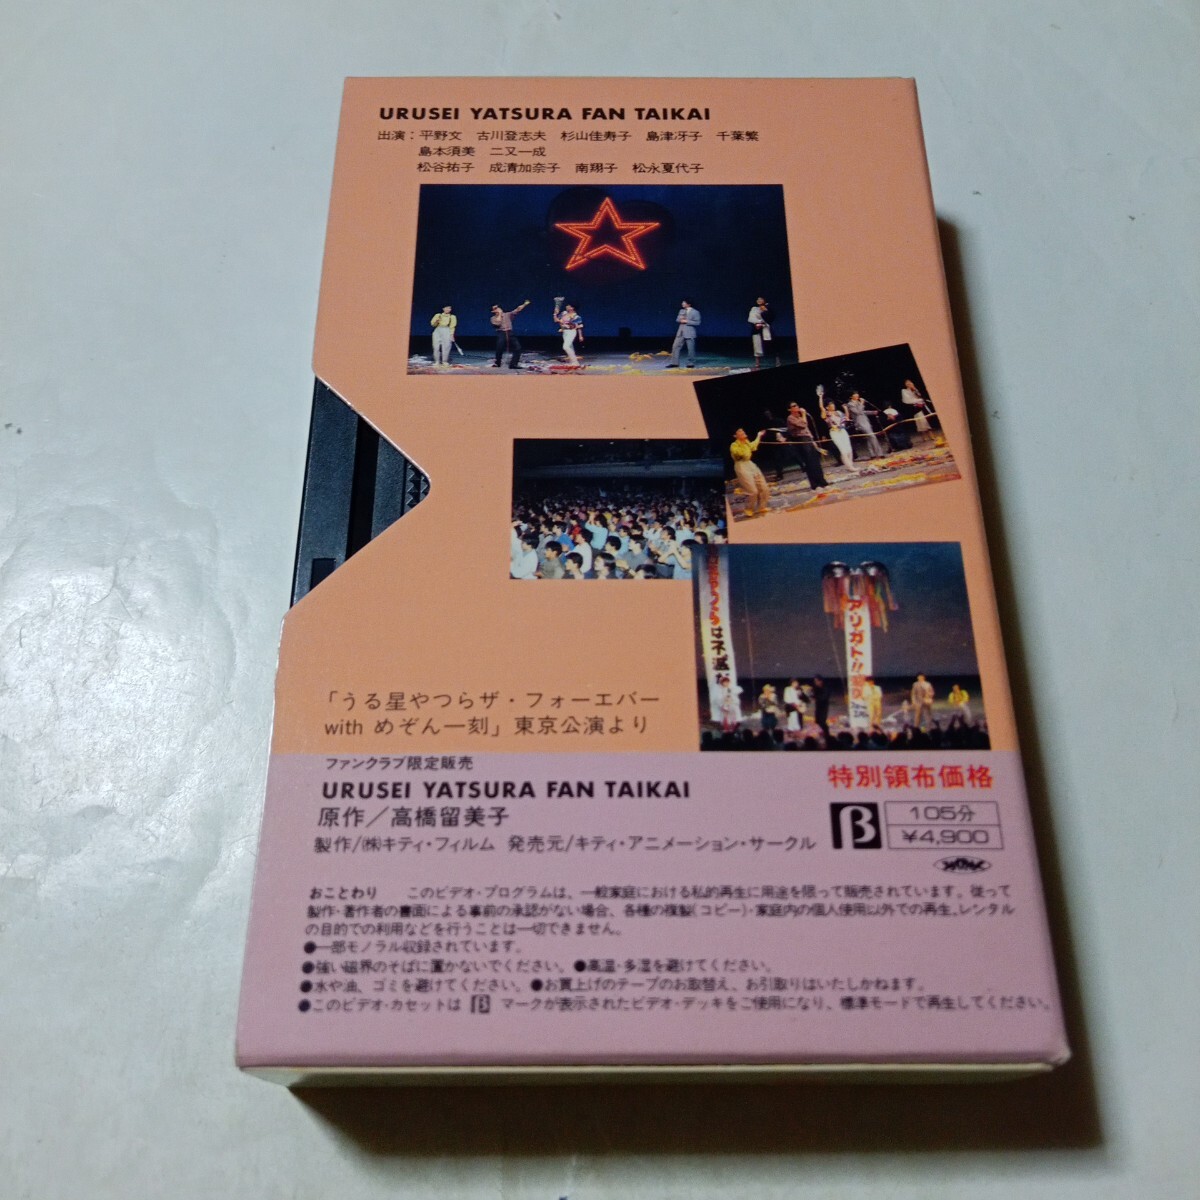 URUSEI YATSURA FAN TAIKAI
出演:平野文 古川登志夫 杉山佳寿子 島津冴子 千葉繁
島本須美 二又一成
松谷祐子 成清加奈子 南翔子 松永夏代子
つらは不滅だ
アリガト!!
「うる星やつらザ・フォーエバー
with めぞん一刻」東京公演より
ファンクラブ限定販売
特別領布価格
URUSEI YATSURA FAN TAIKAI
原作/高橋留美子
β 105分
¥4,900
製作/㈱キティ・フィルム 発売元/キティ・アニメーション・サークル
おことわり このビデオ・プログラムは、一般家庭における私的再生に用途を限って販売されています。従って
製作・著作者の書面による事前の承認がない場合、各種の複製(コピー)・家庭内の個人使用以外での再生、レンタル
の目的での利用などを行うことは一切できません。
●一部モノラル収録されています。
●強い磁界のそばに置かないでください。●高温・多湿を避けてください。
●水や油、ゴミを避けてください。●お買上げのテープのお取替え、お引取りはいたしかねます。
●このビデオ・カセットは β マークが表示されたビデオ・デッキをご使用になり、標準モードで再生してください。